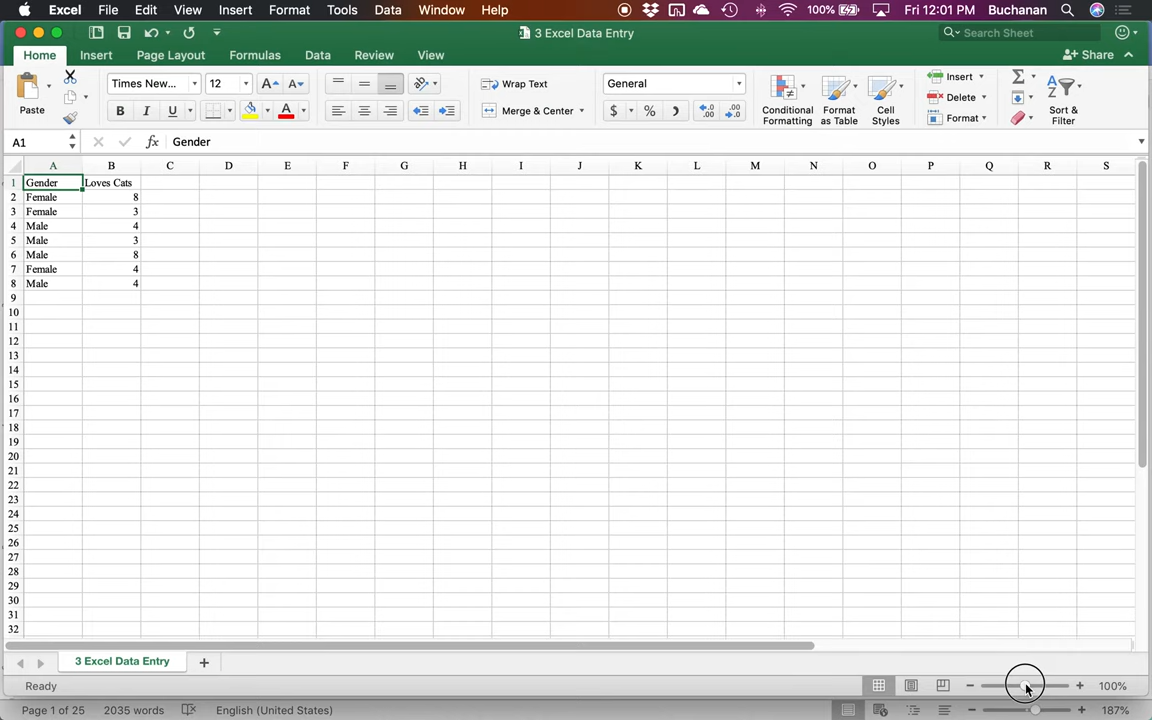 Excel File Edit View Insert Format Data Tools Window Help 100% Fri 12:01 PM Buchanan
3 Excel Data Entry Search Sheet
Home Insert Page Layout Formulas Data Review View Share
Paste Times New... 12 A A Wrap Text General Insert Σ
B I U A Merge & Center $ % Conditional Formatting Format as Table Cell Styles Delete Format Sort & Filter
A1 fx Gender
A B C D E F G H I J K L M N O P Q R S
1 Gender Loves Cats
2 Female 8
3 Female 3
4 Male 4
5 Male 3
6 Male 8
7 Female 4
8 Male 4
9
10
11
12
13
14
15
16
17
18
19
20
21
22
23
24
25
26
27
28
29
30
31
32
3 Excel Data Entry +
Ready 100%
Page 1 of 25 2035 words English (United States) 187%